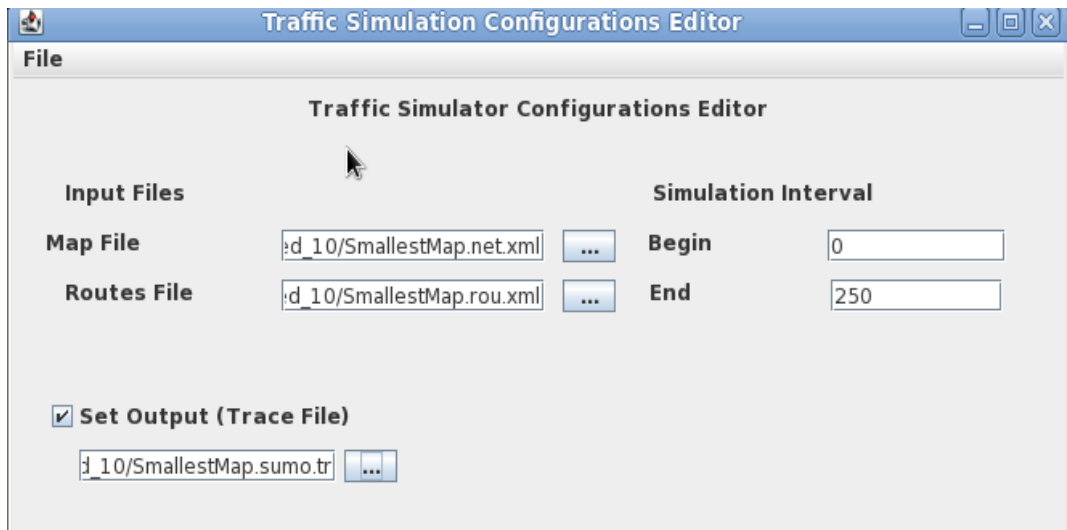 Traffic Simulation Configurations Editor
File
Traffic Simulator Configurations Editor
Input Files Simulation Interval
Map File ed_10/SmallestMap.net.xml ... Begin 0
Routes File d_10/SmallestMap.rou.xml ... End 250
Set Output (Trace File)
d_10/SmallestMap.sumo.tr ...